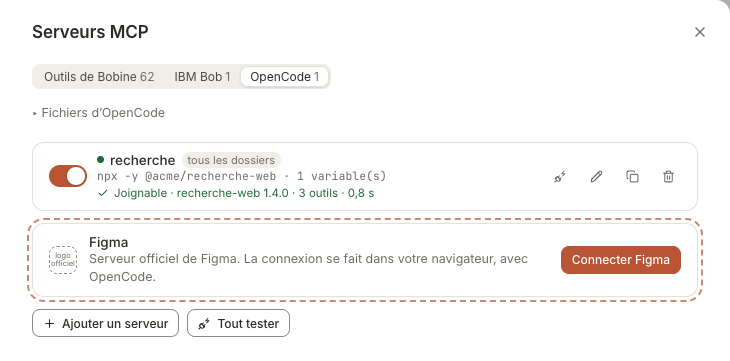 Serveurs MCP
Outils de Bobine 62 IBM Bob 1 OpenCode 1
Fichiers d’OpenCode
recherche tous les dossiers
npx -y @acme/recherche-web · 1 variable(s)
Joignable · recherche-web 1.4.0 · 3 outils · 0,8 s
Figma
logo officiel
Serveur officiel de Figma. La connexion se fait dans votre navigateur, avec
OpenCode.
Connecter Figma
Ajouter un serveur Tout tester